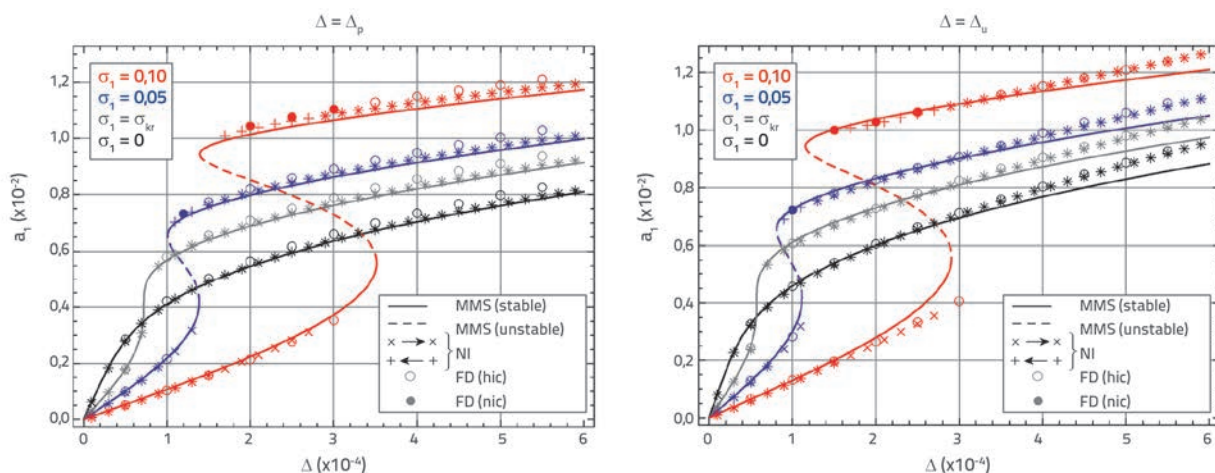 Δ = Δp
σ1 = 0,10
σ1 = 0,05
σ1 = σkr
σ1 = 0
1,2
1,0
0,8
0,6
0,4
0,2
0,0
a1 (x10-2)
MMS (stable)
MMS (unstable)
NI
FD (hic)
FD (nic)
0 1 2 3 4 5 6
Δ (x10-4)
Δ = Δu
σ1 = 0,10
σ1 = 0,05
σ1 = σkr
σ1 = 0
1,2
1,0
0,8
0,6
0,4
0,2
0,0
a1 (x10-2)
MMS (stable)
MMS (unstable)
NI
FD (hic)
FD (nic)
0 1 2 3 4 5 6
Δ (x10-4)